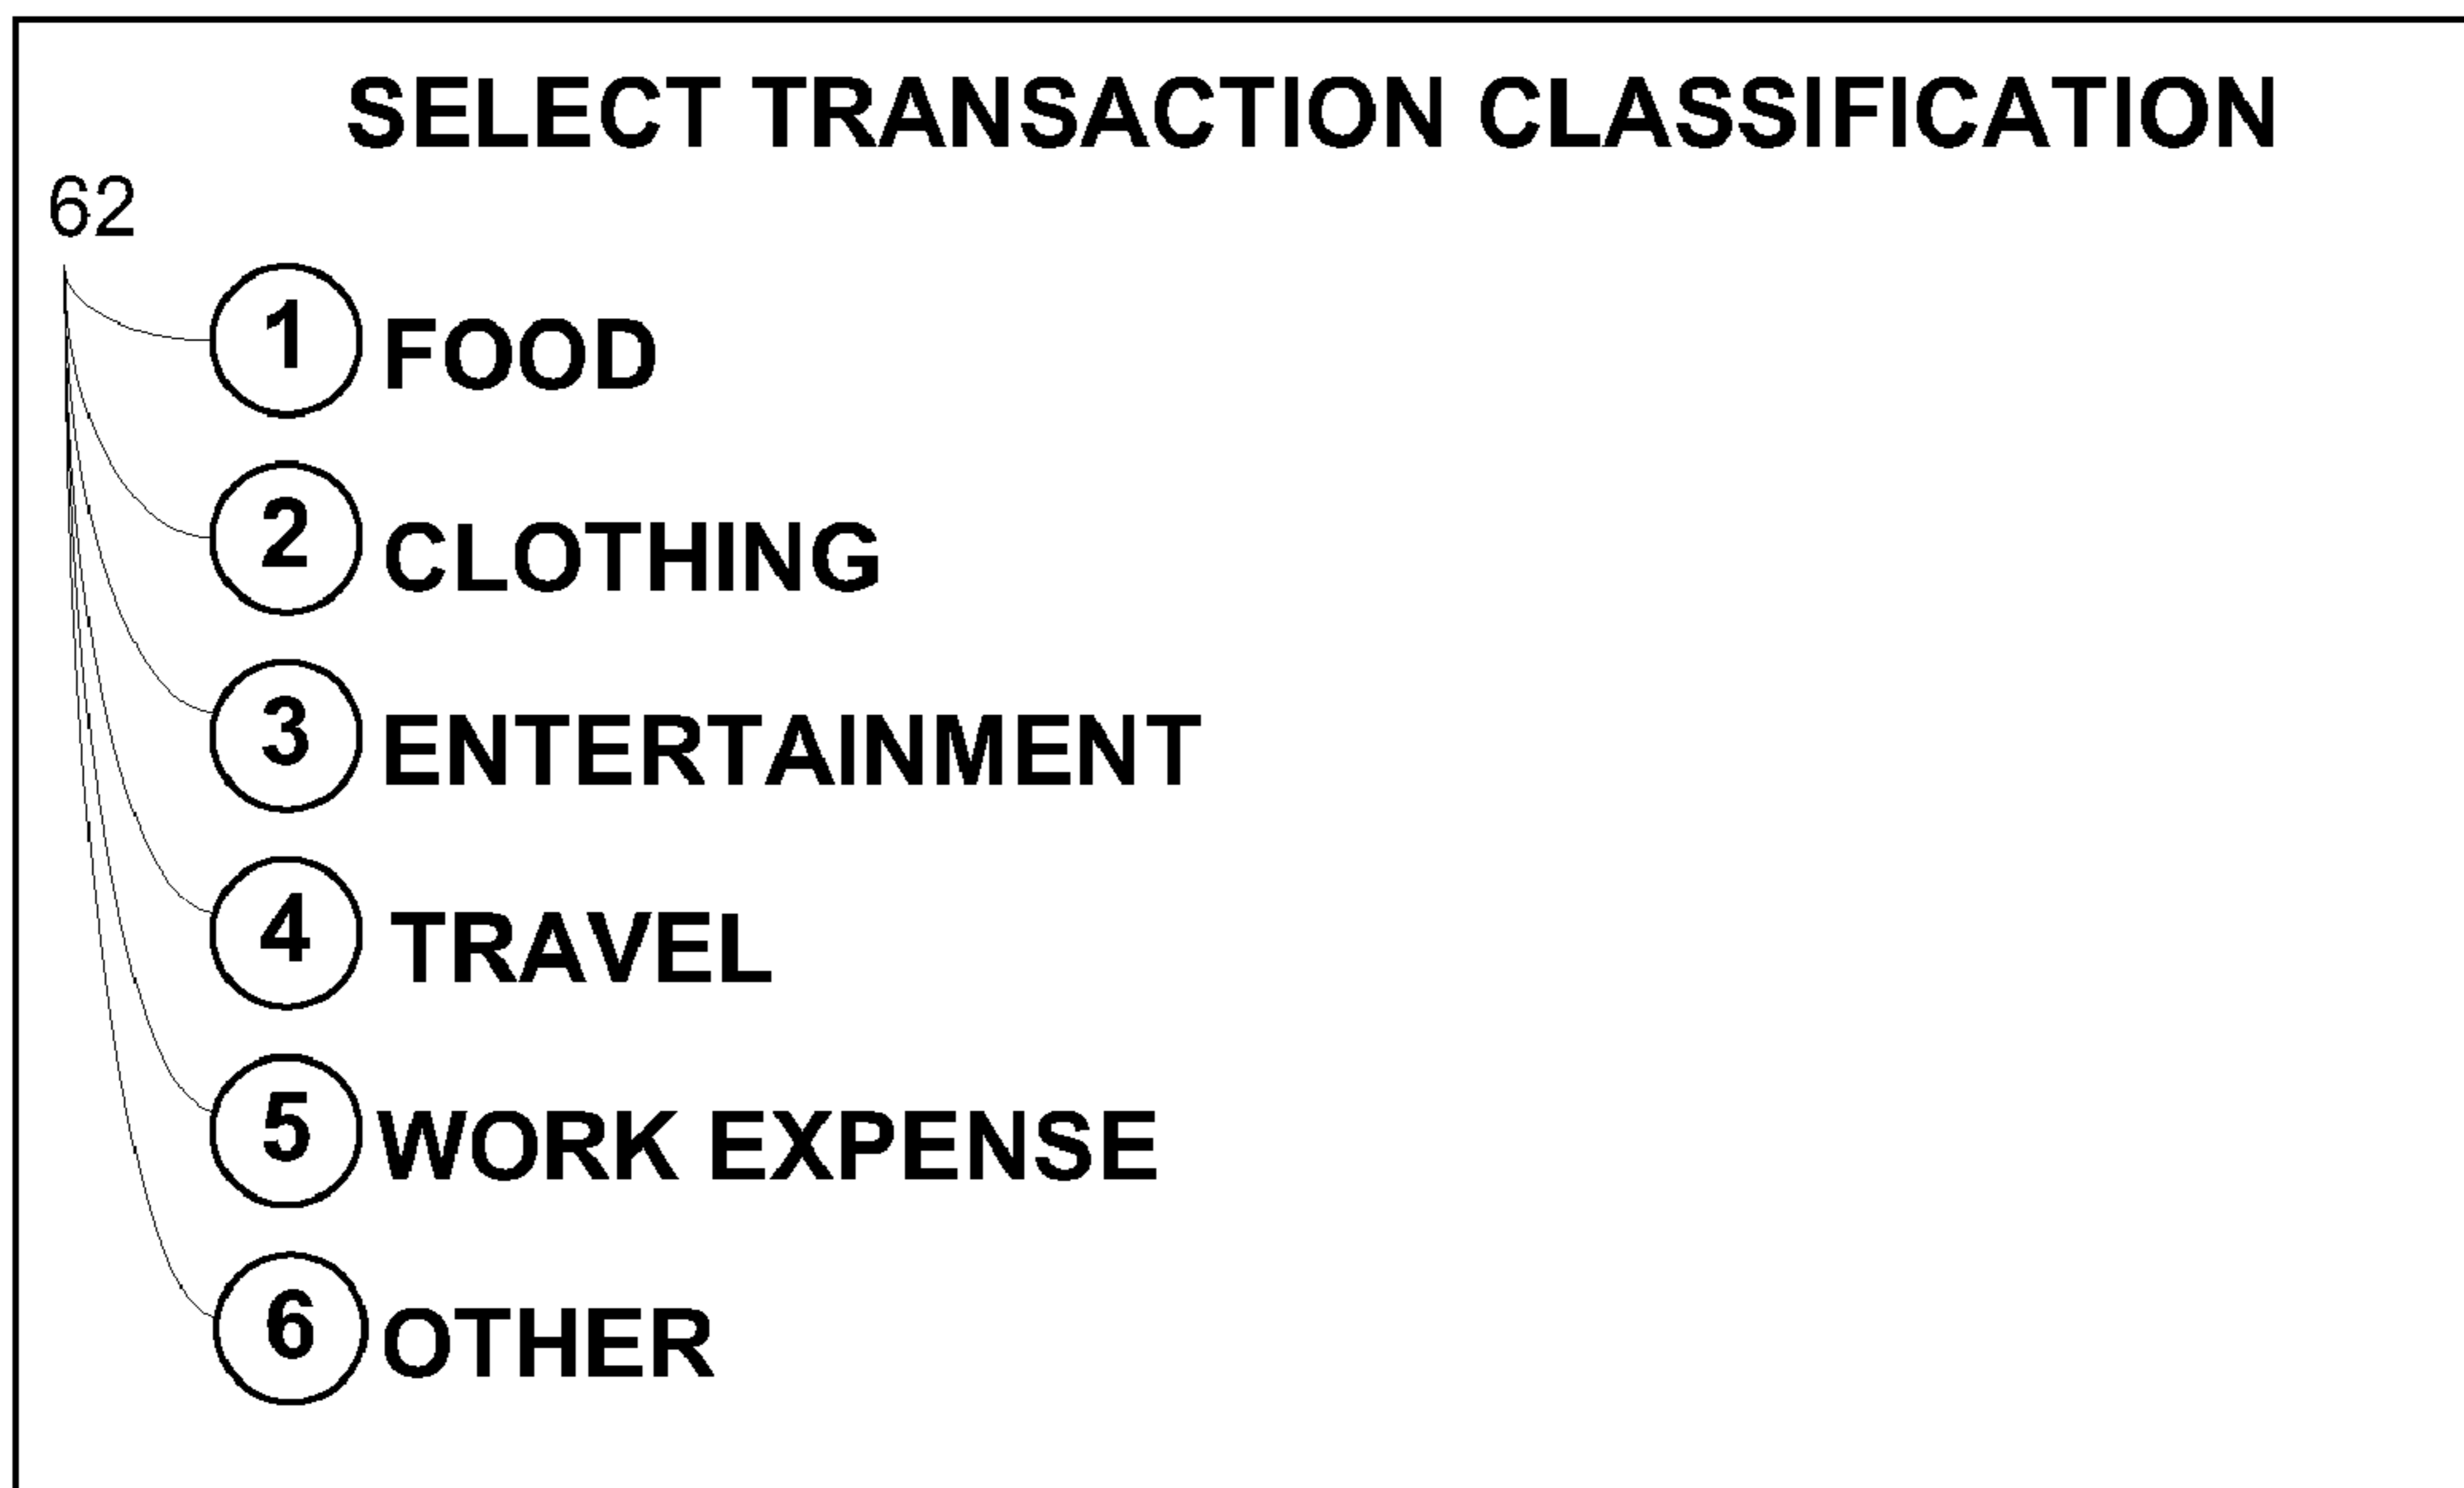 SELECT TRANSACTION CLASSIFICATION
62
1 FOOD
2 CLOTHING
3 ENTERTAINMENT
4 TRAVEL
5 WORK EXPENSE
6 OTHER